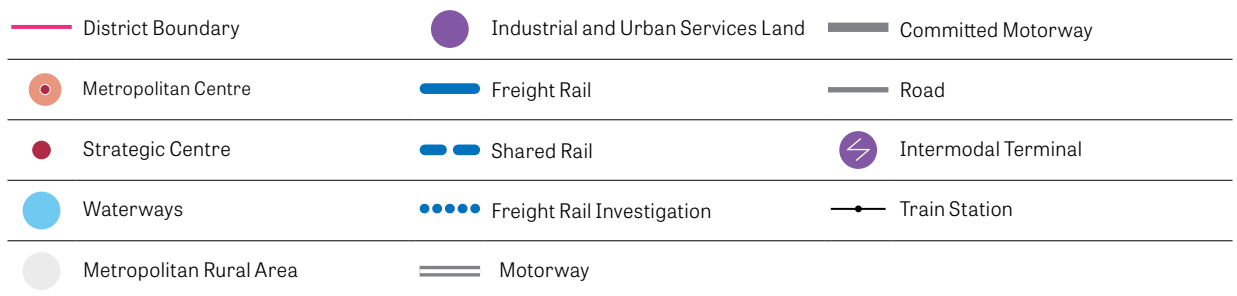 District Boundary
Industrial and Urban Services Land
Committed Motorway
Metropolitan Centre
Freight Rail
Road
Strategic Centre
Shared Rail
Intermodal Terminal
Waterways
Freight Rail Investigation
Train Station
Metropolitan Rural Area
Motorway